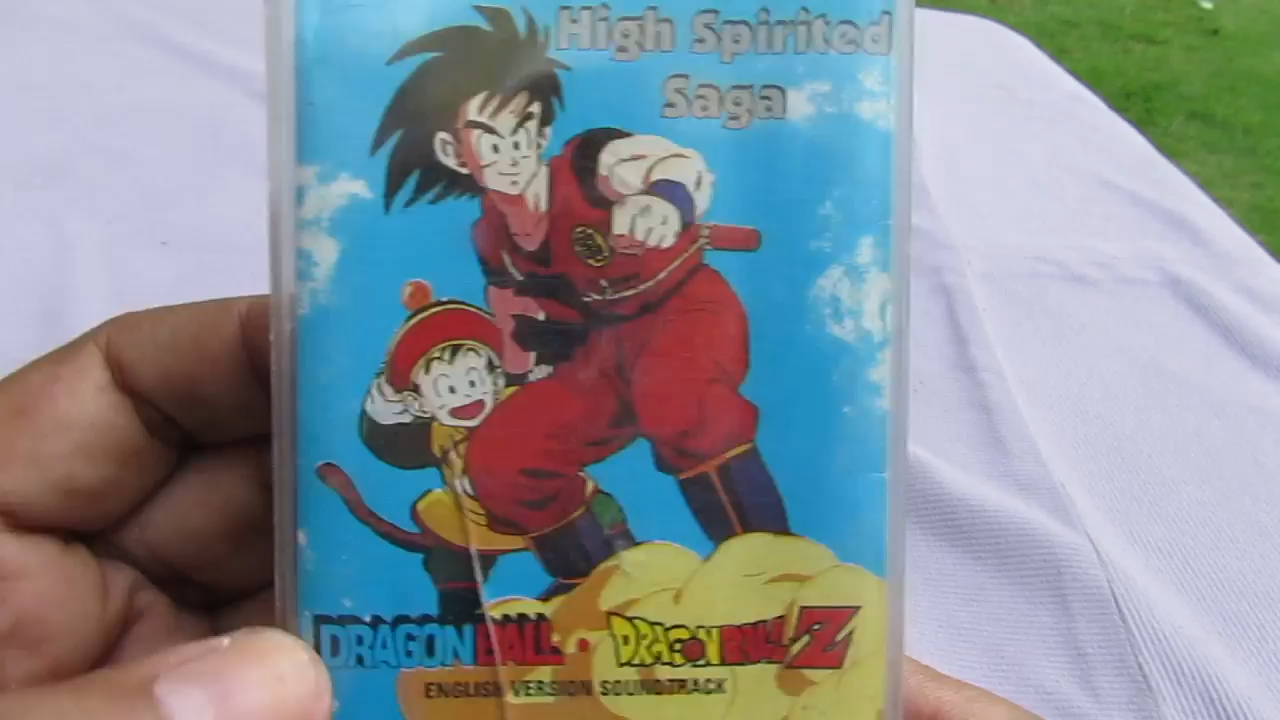 High Spirited
Saga
DRAGON BALL · DRAGON BALL Z
ENGLISH VERSION SOUNDTRACK